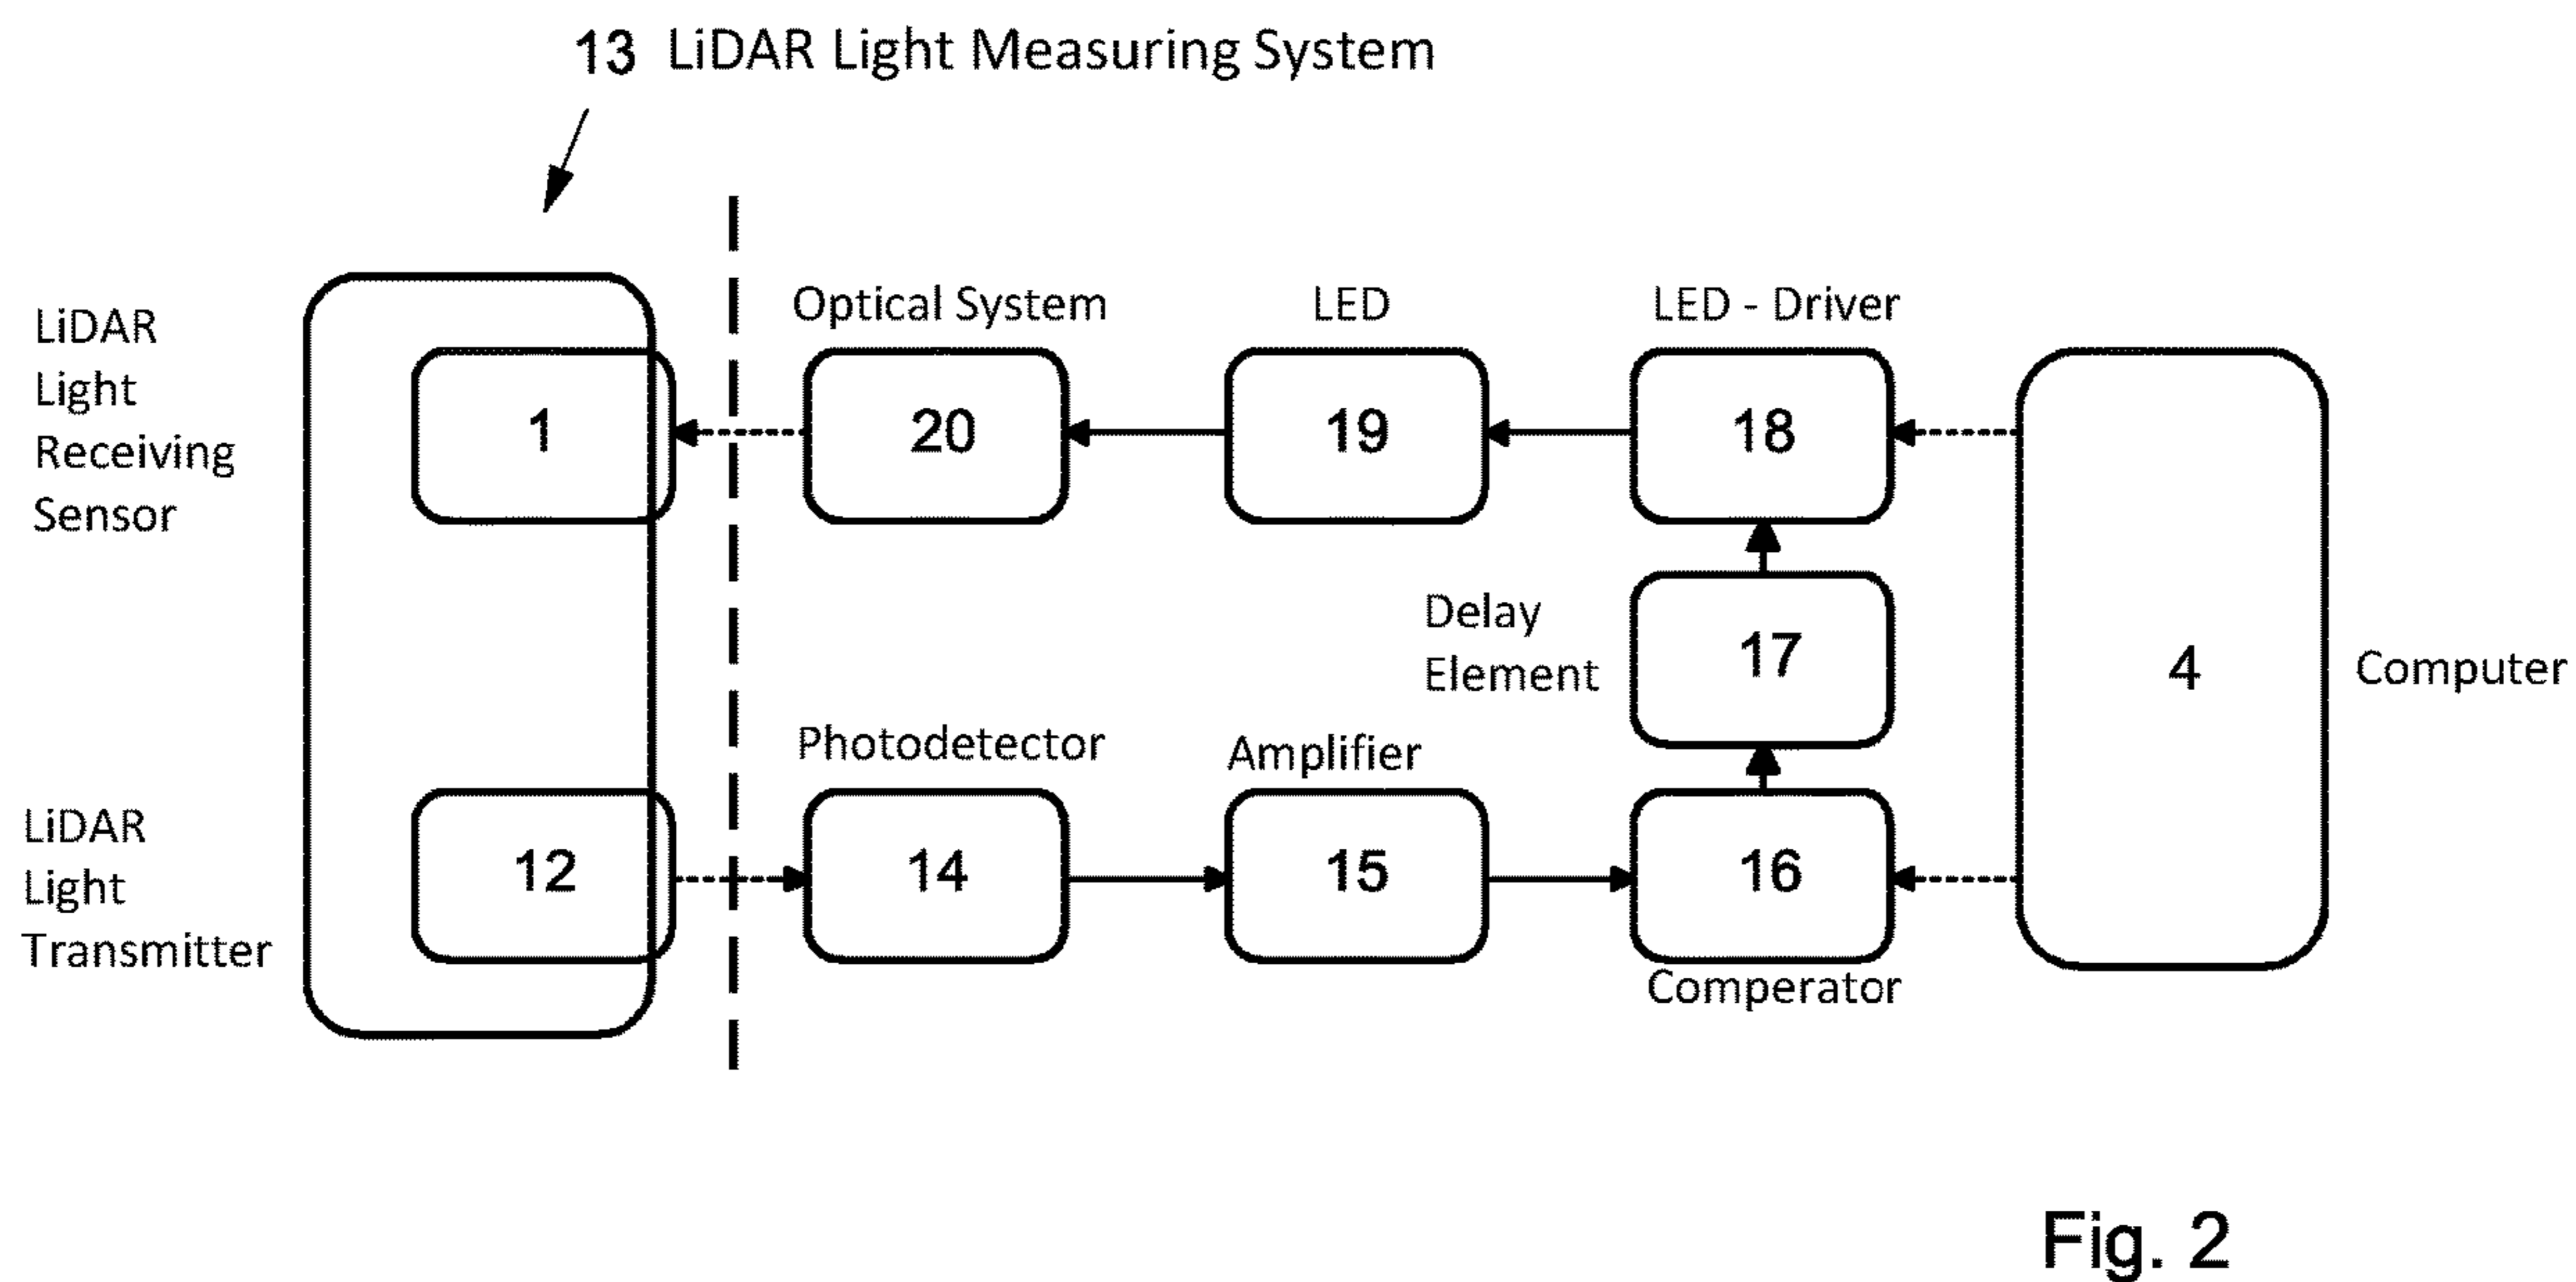 13 LiDAR Light Measuring System
LiDAR
Light
Receiving
Sensor
1
Optical System
20
LED
19
LED - Driver
18
Delay
Element
17
4
Computer
LiDAR
Light
Transmitter
12
Photodetector
14
Amplifier
15
16
Comperator
Fig. 2